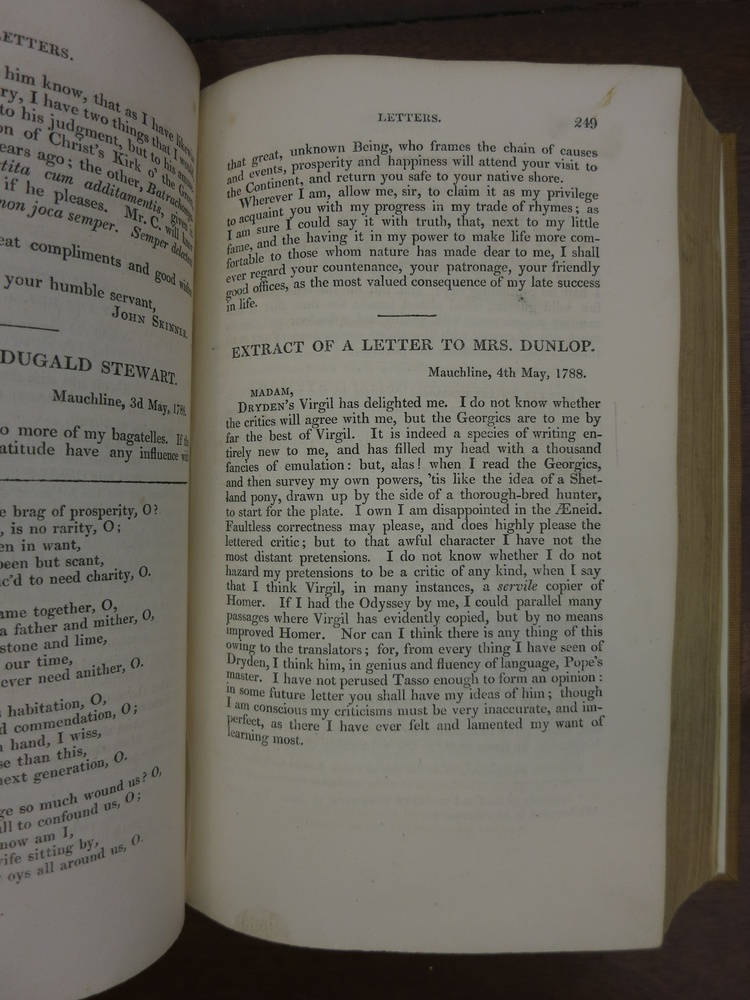 LETTERS.
him know, that as I have
ry, I have two things that I
to his judgment, but to his
on of Christ's Kirk o' the
ears ago; the other,
tita cum additamentis,
if he pleases. Mr. C. will
non joca semper. Semper
eat compliments and good
your humble servant,
JOHN SKINNER.
DUGALD STEWART.
Mauchline, 3d May,
o more of my bagatelles. If
atitude have any influence
e brag of prosperity, O?
, is no rarity, O;
en in want,
been but scant,
c'd to need charity, O.
ame together, O,
a father and mither, O,
stone and lime,
our time,
ever need anither, O.
habitation, O,
d commendation, O;
n hand, I wiss,
se than this,
next generation, O.
ge so much wound us? O,
all to confound us, O;
now am I,
wife sitting by,
oys all around us, O.
LETTERS. 249
that great, unknown Being, who frames the chain of causes
and events, prosperity and happiness will attend your visit to
the Continent, and return you safe to your native shore.
Wherever I am, allow me, sir, to claim it as my privilege
to acquaint you with my progress in my trade of rhymes; as
I am sure I could say it with truth, that, next to my little
fame, and the having it in my power to make life more com-
fortable to those whom nature has made dear to me, I shall
ever regard your countenance, your patronage, your friendly
good offices, as the most valued consequence of my late success
in life.
EXTRACT OF A LETTER TO MRS. DUNLOP.
Mauchline, 4th May, 1788.
MADAM,
DRYDEN'S Virgil has delighted me. I do not know whether
the critics will agree with me, but the Georgics are to me by
far the best of Virgil. It is indeed a species of writing en-
tirely new to me, and has filled my head with a thousand
fancies of emulation: but, alas! when I read the Georgics,
and then survey my own powers, 'tis like the idea of a Shet-
land pony, drawn up by the side of a thorough-bred hunter,
to start for the plate. I own I am disappointed in the Æneid.
Faultless correctness may please, and does highly please the
lettered critic; but to that awful character I have not the
most distant pretensions. I do not know whether I do not
hazard my pretensions to be a critic of any kind, when I say
that I think Virgil, in many instances, a servile copier of
Homer. If I had the Odyssey by me, I could parallel many
passages where Virgil has evidently copied, but by no means
improved Homer. Nor can I think there is any thing of this
owing to the translators; for, from every thing I have seen of
Dryden, I think him, in genius and fluency of language, Pope's
master. I have not perused Tasso enough to form an opinion:
in some future letter you shall have my ideas of him; though
I am conscious my criticisms must be very inaccurate, and im-
perfect, as there I have ever felt and lamented my want of
learning most.